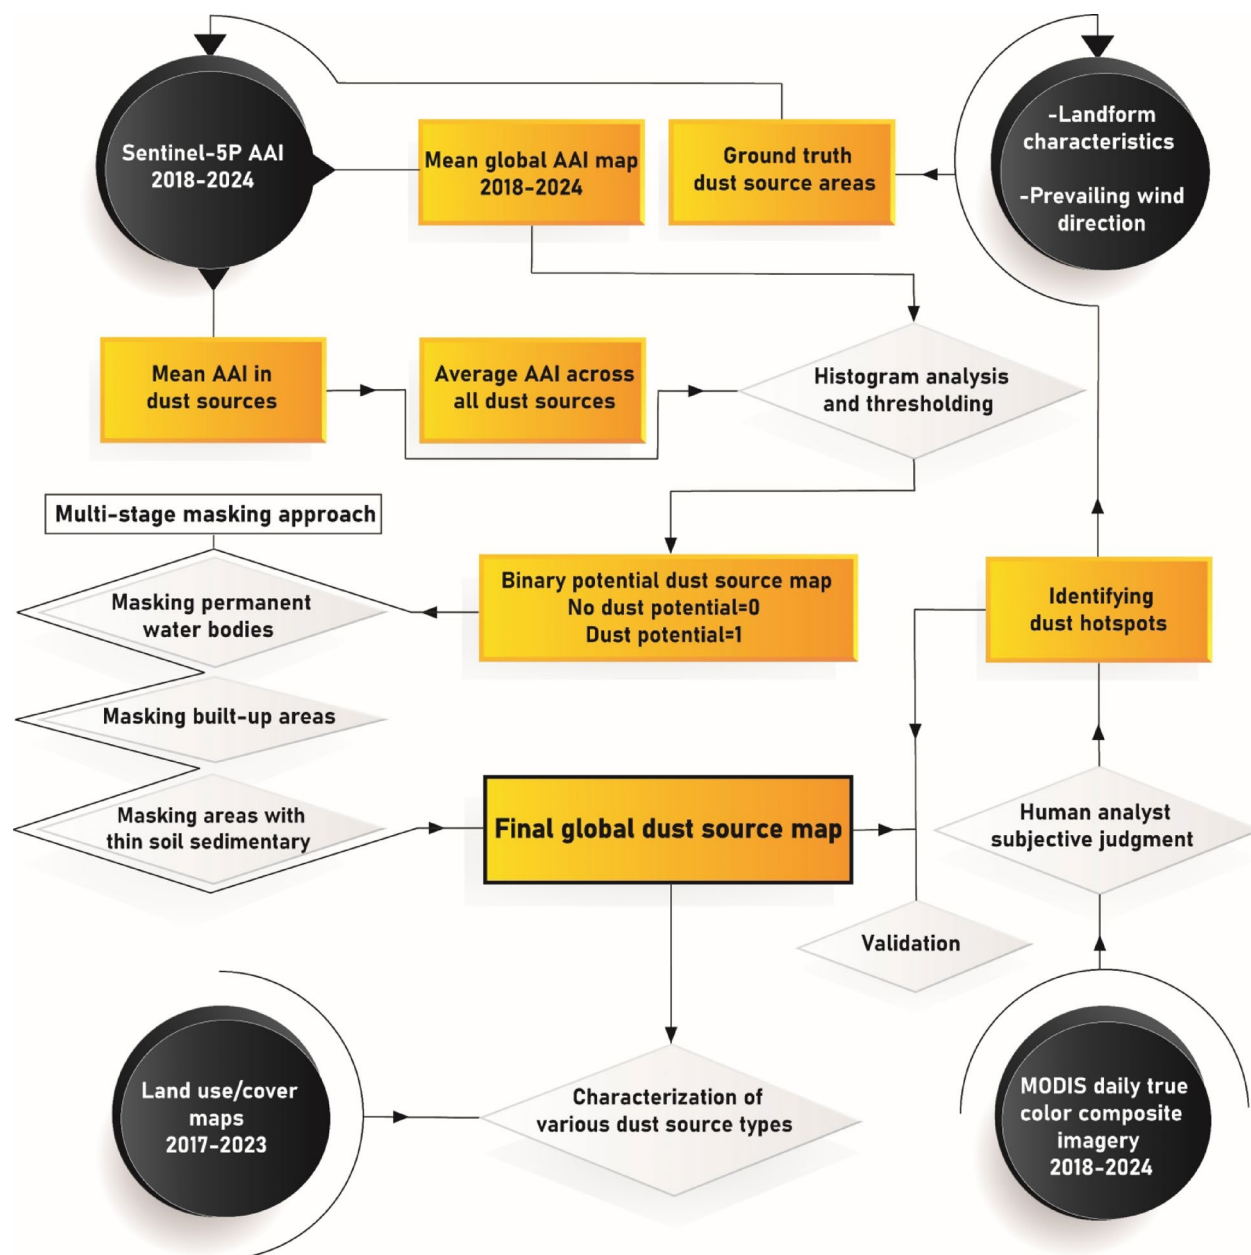 Sentinel-5P AAI
2018-2024
Mean global AAI map
2018-2024
Ground truth
dust source areas
-Landform
characteristics
-Prevailing wind
direction
Mean AAI in
dust sources
Average AAI across
all dust sources
Histogram analysis
and thresholding
Multi-stage masking approach
Masking permanent
water bodies
Binary potential dust source map
No dust potential=0
Dust potential=1
Identifying
dust hotspots
Masking built-up areas
Masking areas with
thin soil sedimentary
Final global dust source map
Human analyst
subjective judgment
Validation
Land use/cover
maps
2017-2023
Characterization of
various dust source types
MODIS daily true
color composite
imagery
2018-2024